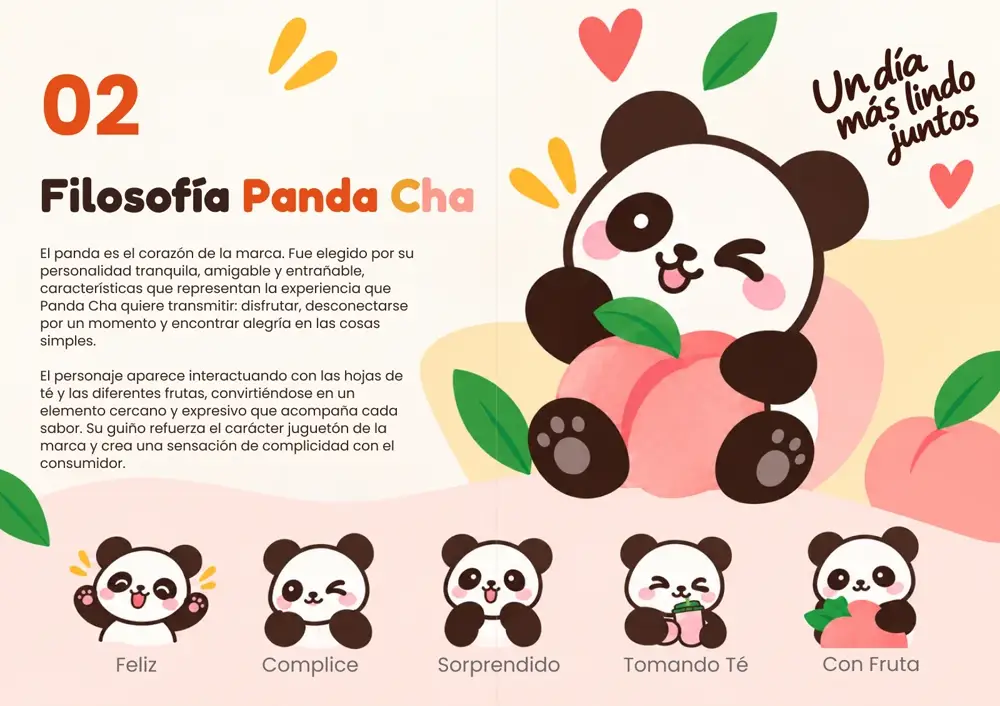 02
Filosofía Panda Cha
El panda es el corazón de la marca. Fue elegido por su
personalidad tranquila, amigable y entrañable,
características que representan la experiencia que
Panda Cha quiere transmitir: disfrutar, desconectarse
por un momento y encontrar alegría en las cosas
simples.
El personaje aparece interactuando con las hojas de
té y las diferentes frutas, convirtiéndose en un
elemento cercano y expresivo que acompaña cada
sabor. Su guiño refuerza el carácter juguetón de la
marca y crea una sensación de complicidad con el
consumidor.
Un día
más lindo
juntos
Feliz
Complice
Sorprendido
Tomando Té
Con Fruta